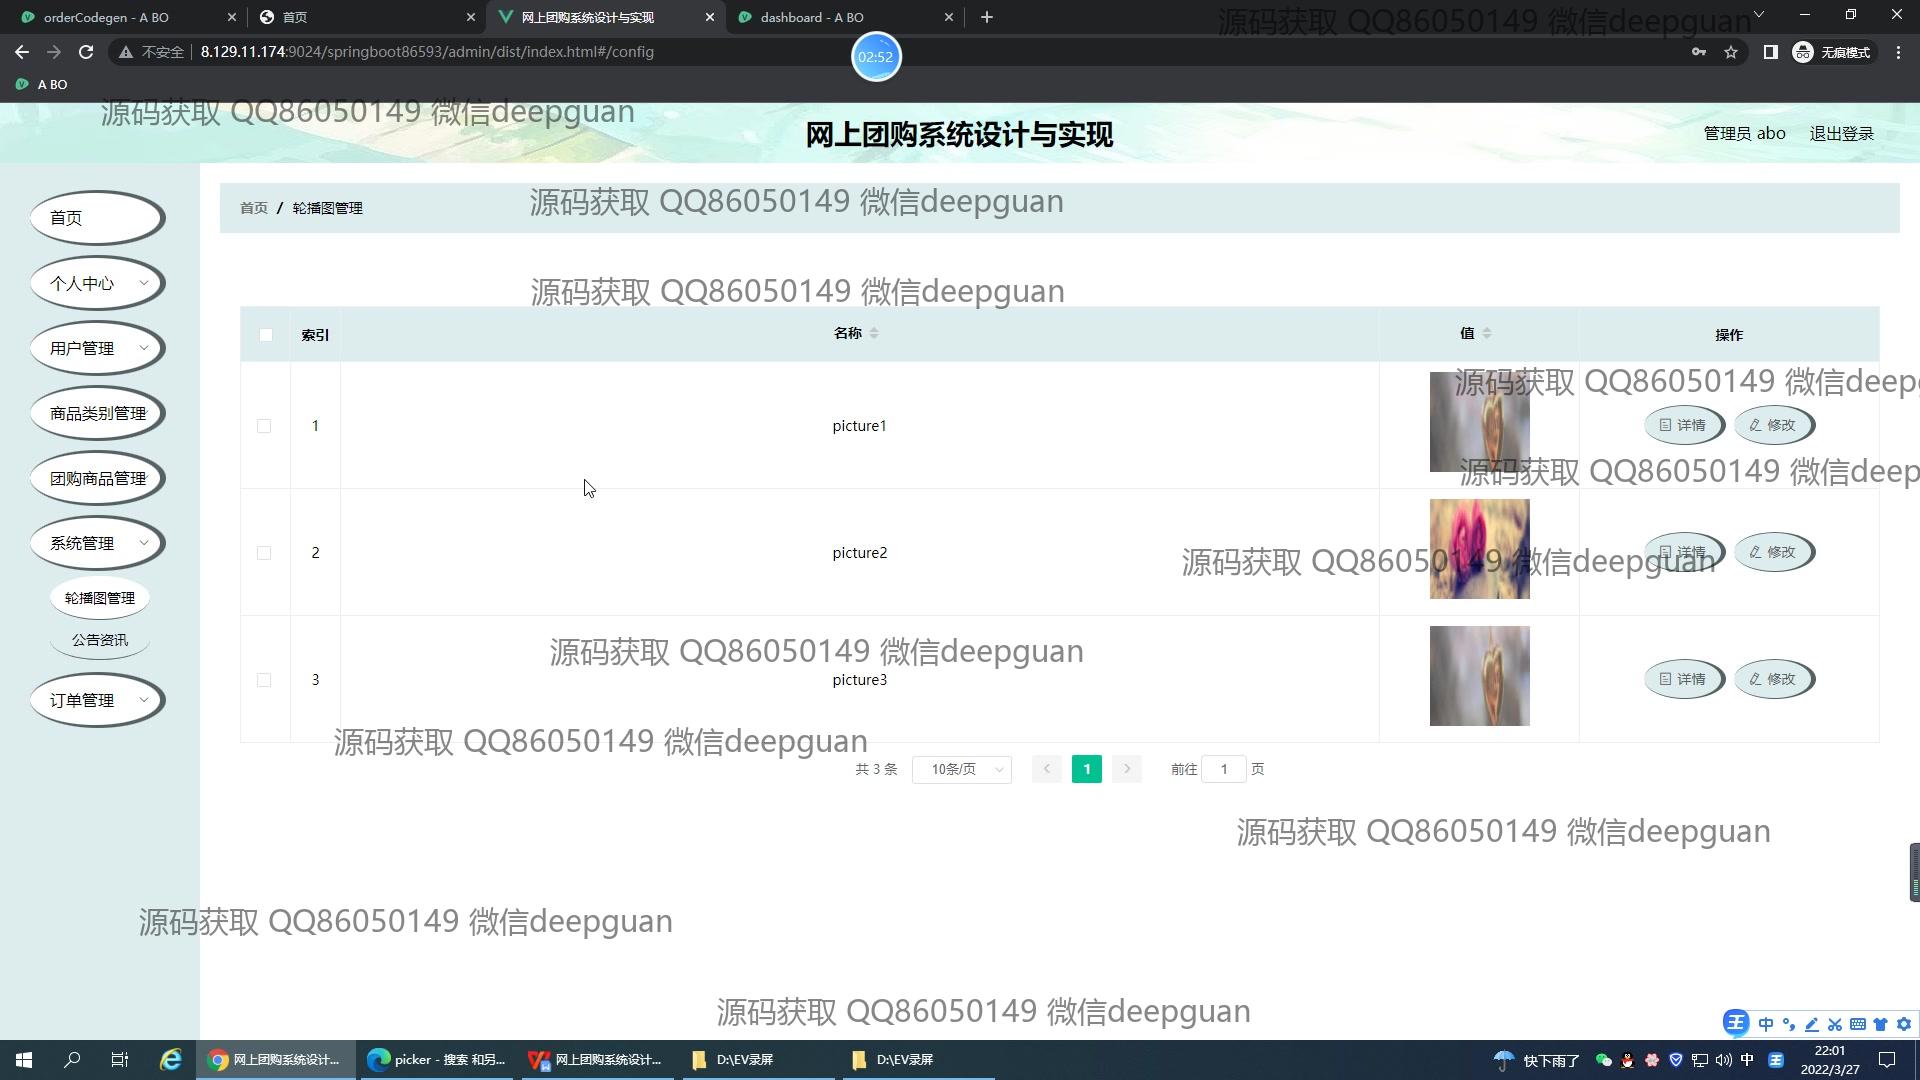 orderCodegen - A BO
首页
网上团购系统设计与实现
dashboard - A BO
源码获取 QQ86050149 微信deepguan
不安全
8.129.11.174:9024/springboot86593/admin/dist/index.html#/config
02:52
无痕模式
A BO
源码获取 QQ86050149 微信deepguan
网上团购系统设计与实现
管理员 abo
退出登录
首页 / 轮播图管理
源码获取 QQ86050149 微信deepguan
首页
个人中心
用户管理
商品类别管理
团购商品管理
系统管理
轮播图管理
公告资讯
订单管理
源码获取 QQ86050149 微信deepguan
索引 名称 值 操作
源码获取 QQ86050149 微信deep
1 picture1 详情 修改
源码获取 QQ86050149 微信deep
2 picture2 详情 修改
源码获取 QQ86050149 微信deepguan
源码获取 QQ86050149 微信deepguan
3 picture3 详情 修改
源码获取 QQ86050149 微信deepguan
共 3 条 10条/页 1 前往 1 页
源码获取 QQ86050149 微信deepguan
源码获取 QQ86050149 微信deepguan
源码获取 QQ86050149 微信deepguan
王 中
网上团购系统设计...
picker - 搜索 和另...
网上团购系统设计...
D:\EV录屏
D:\EV录屏
快下雨了
中
王
22:01
2022/3/27